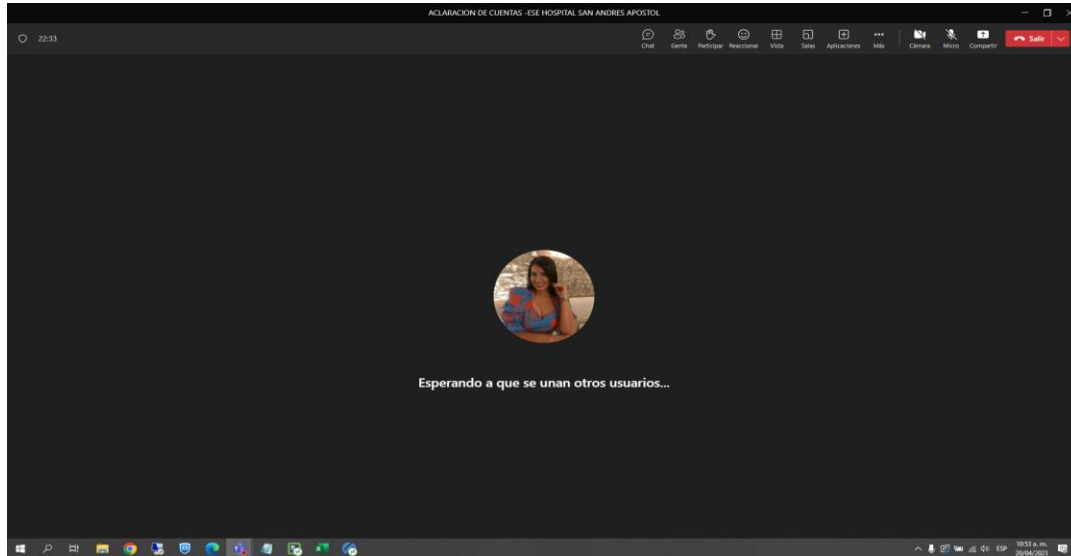 ACLARACION DE CUENTAS -ESE HOSPITAL SAN ANDRES APOSTOL
22:33
Chat Gente Participar Reaccionar Vista Salas Aplicaciones Más Cámara Micro Compartir Salir
Esperando a que se unan otros usuarios...
ESP
10:53 a. m.
20/04/2023